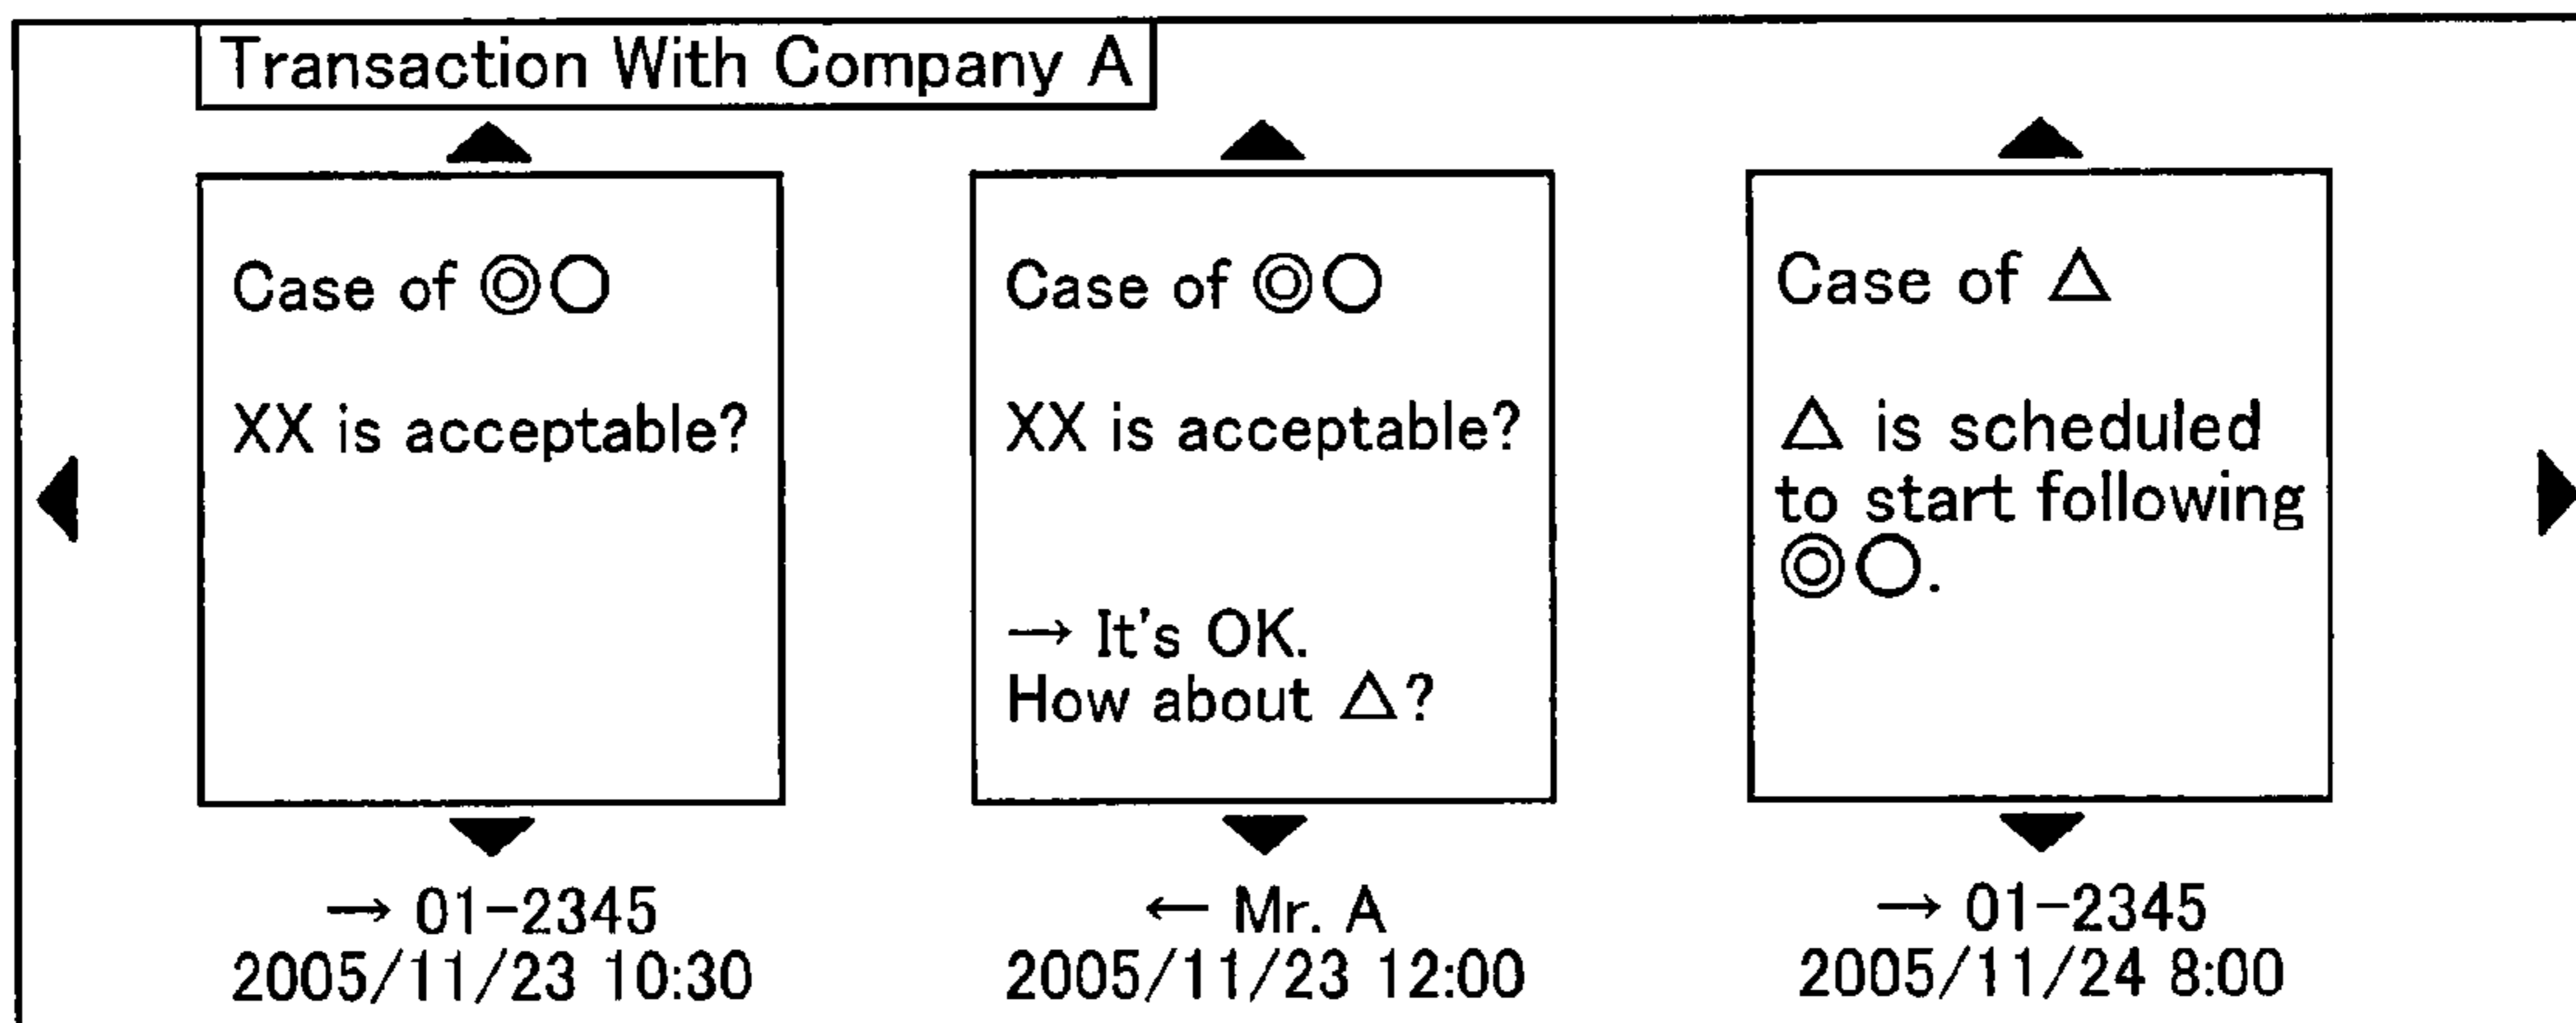 Transaction With Company A
Case of ◎○
XX is acceptable?
→ 01-2345
2005/11/23 10:30
Case of ◎○
XX is acceptable?
→ It's OK.
How about △?
← Mr. A
2005/11/23 12:00
Case of △
△ is scheduled
to start following
◎○.
→ 01-2345
2005/11/24 8:00